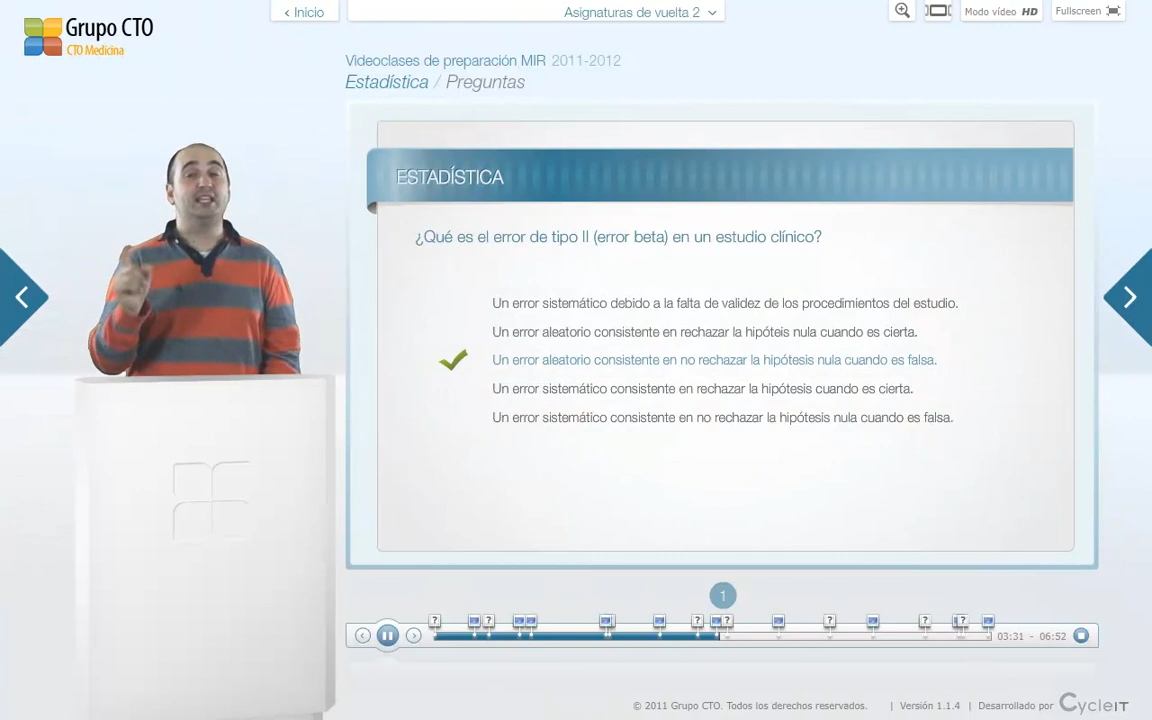 Grupo CTO
CTO Medicina
‹ Inicio
Asignaturas de vuelta 2
Modo vídeo HD
Fullscreen
Videoclases de preparación MIR 2011-2012
Estadística / Preguntas
ESTADÍSTICA
¿Qué es el error de tipo II (error beta) en un estudio clínico?
Un error sistemático debido a la falta de validez de los procedimientos del estudio.
Un error aleatorio consistente en rechazar la hipóteis nula cuando es cierta.
Un error aleatorio consistente en no rechazar la hipótesis nula cuando es falsa.
Un error sistemático consistente en rechazar la hipótesis cuando es cierta.
Un error sistemático consistente en no rechazar la hipótesis nula cuando es falsa.
1
? ? ? ? ? ? ?
03:31 - 06:52
© 2011 Grupo CTO. Todos los derechos reservados. | Versión 1.1.4 | Desarrollado por CycleIT